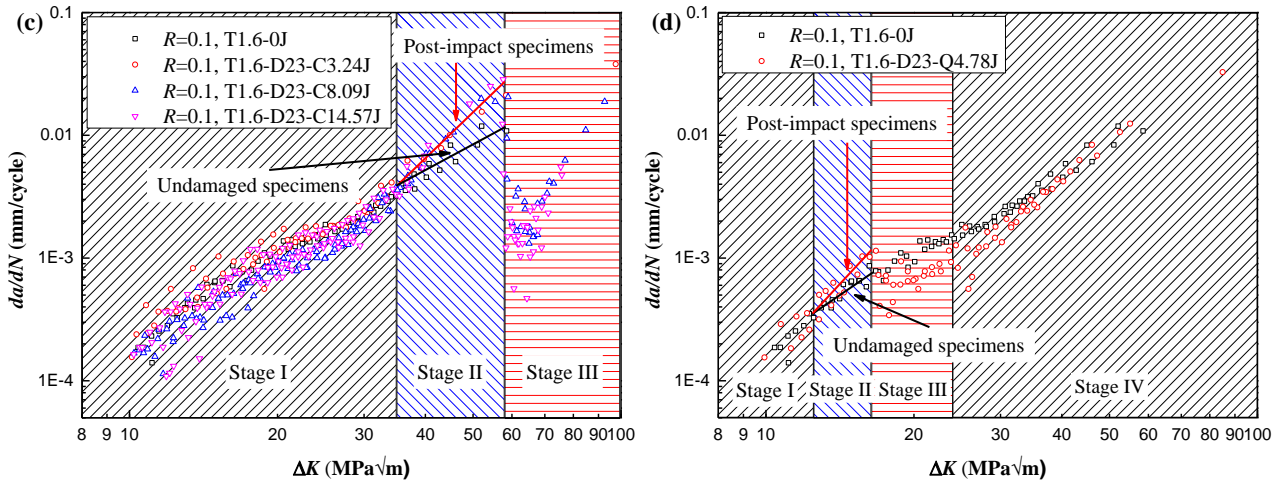 (c)
R=0.1, T1.6-0J
R=0.1, T1.6-D23-C3.24J
R=0.1, T1.6-D23-C8.09J
R=0.1, T1.6-D23-C14.57J
Post-impact specimens
Undamaged specimens
Stage I
Stage II
Stage III
da/dN (mm/cycle)
0.1
0.01
1E-3
1E-4
8 9 10 20 30 40 50 60 70 80 90 100
ΔK (MPa√m)
(d)
R=0.1, T1.6-0J
R=0.1, T1.6-D23-Q4.78J
Post-impact specimens
Undamaged specimens
Stage I
Stage II
Stage III
Stage IV
da/dN (mm/cycle)
0.1
0.01
1E-3
1E-4
8 9 10 20 30 40 50 60 70 80 90 100
ΔK (MPa√m)